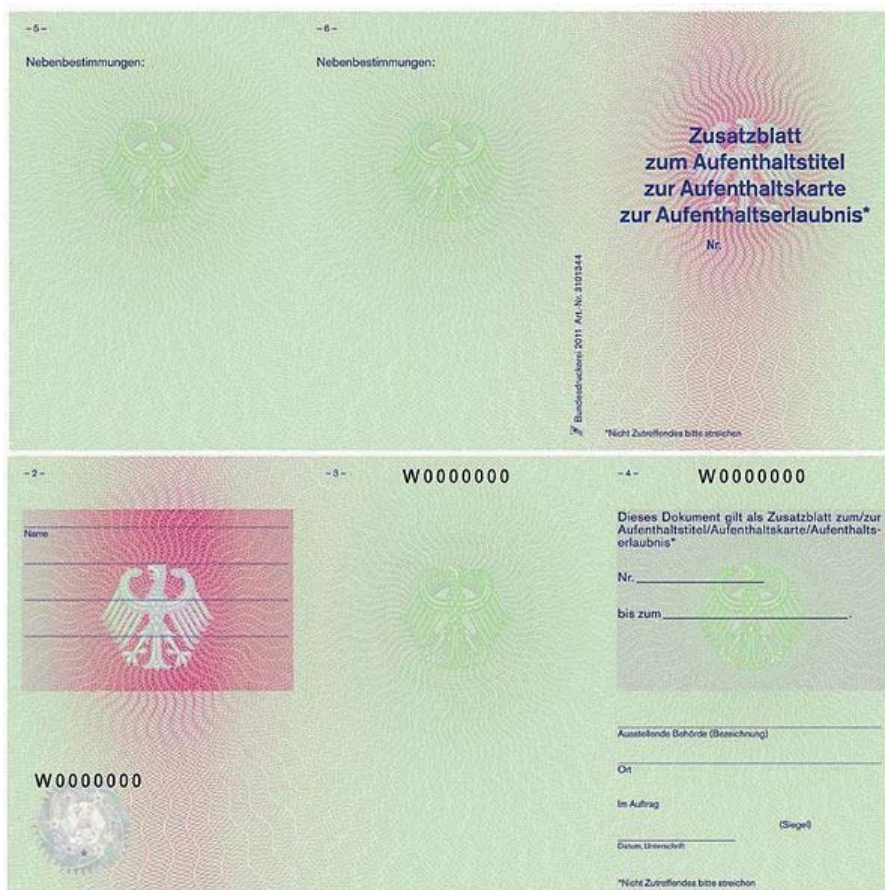 -5-
Nebenbestimmungen:
-6-
Nebenbestimmungen:
Bundesdruckerei 2011 Art.-Nr. 3101344
Zusatzblatt
zum Aufenthaltstitel
zur Aufenthaltskarte
zur Aufenthaltserlaubnis*
Nr.
*Nicht Zutreffendes bitte streichen
-2-
Name
W0000000
-3-
W0000000
-4-
W0000000
Dieses Dokument gilt als Zusatzblatt zum/zur
Aufenthaltstitel/Aufenthaltskarte/Aufenthalts-
erlaubnis*
Nr.
bis zum .
Ausstellende Behörde (Bezeichnung)
Ort
Im Auftrag
(Siegel)
Datum, Unterschrift
*Nicht Zutreffendes bitte streichen